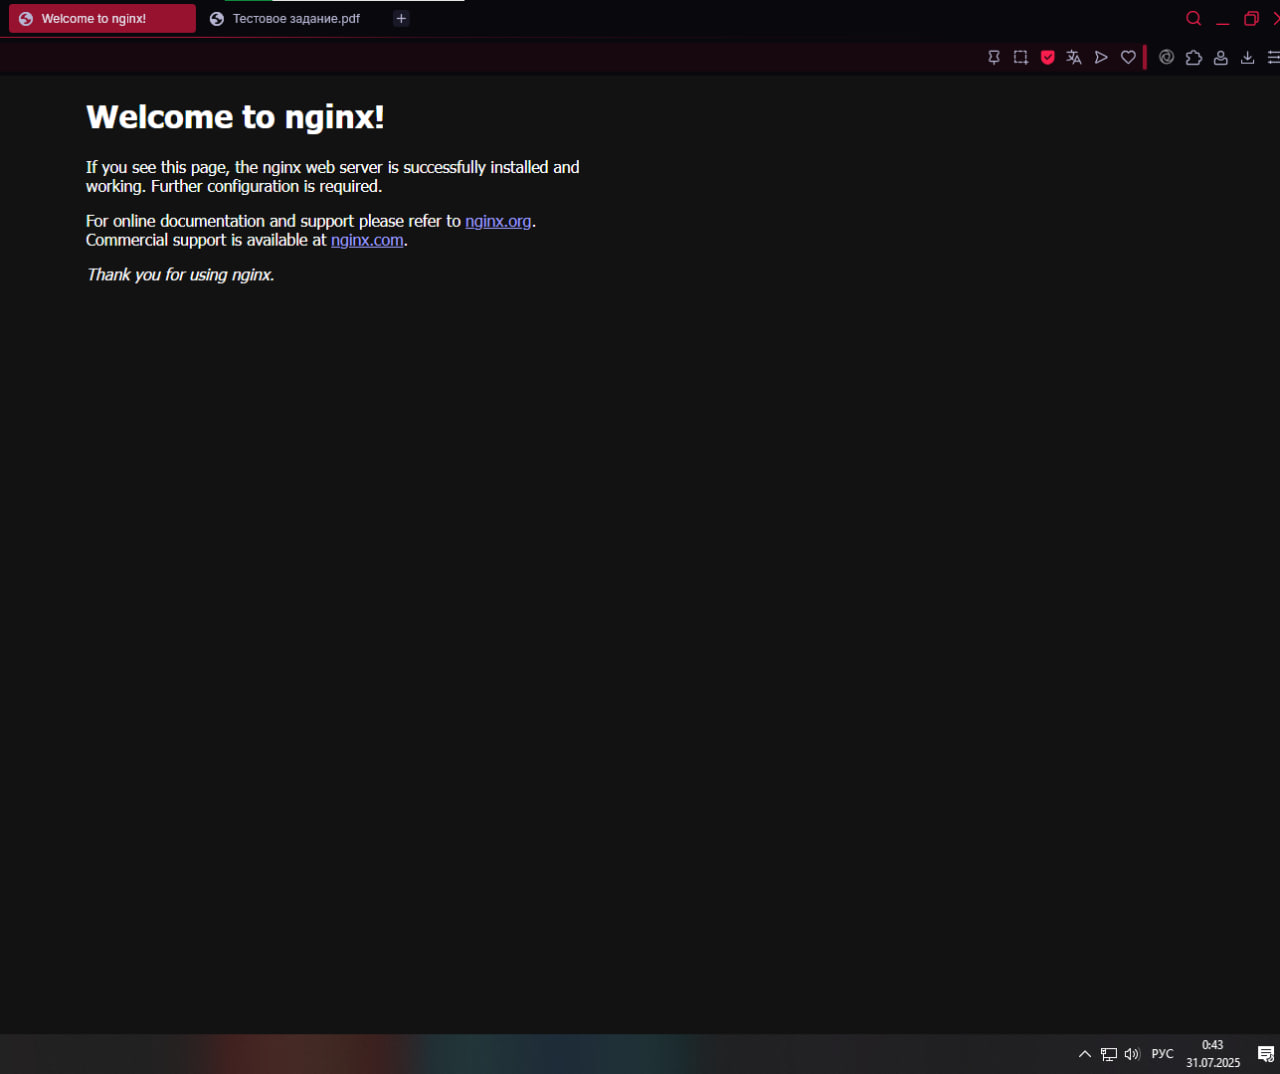 Welcome to nginx!
Тестовое задание.pdf
Welcome to nginx!
If you see this page, the nginx web server is successfully installed and
working. Further configuration is required.
For online documentation and support please refer to nginx.org.
Commercial support is available at nginx.com.
Thank you for using nginx.
РУС
0:43
31.07.2025